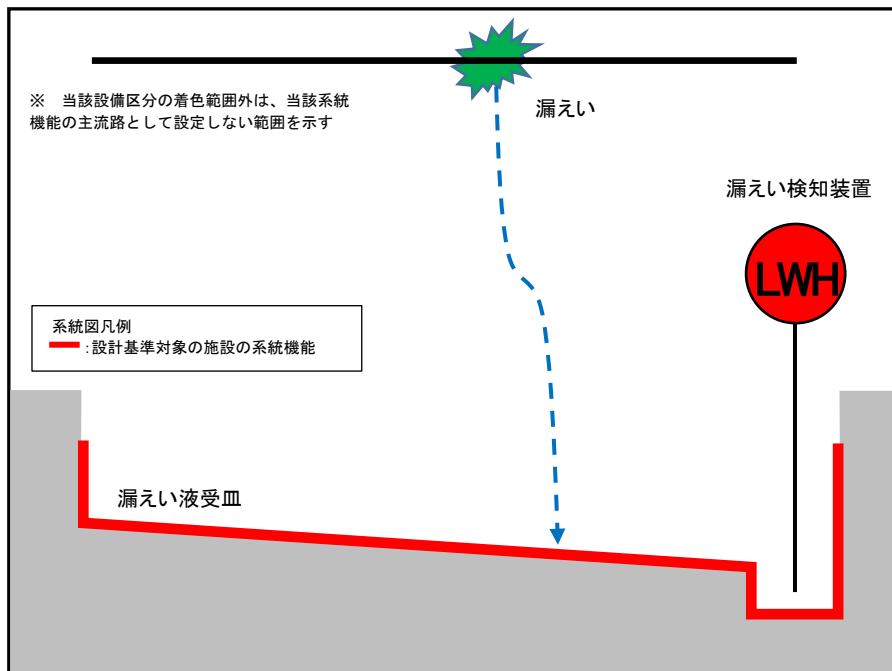 ※　当該設備区分の着色範囲外は、当該系統
機能の主流路として設定しない範囲を示す
漏えい
漏えい検知装置
LWH
系統図凡例
：設計基準対象の施設の系統機能
漏えい液受皿